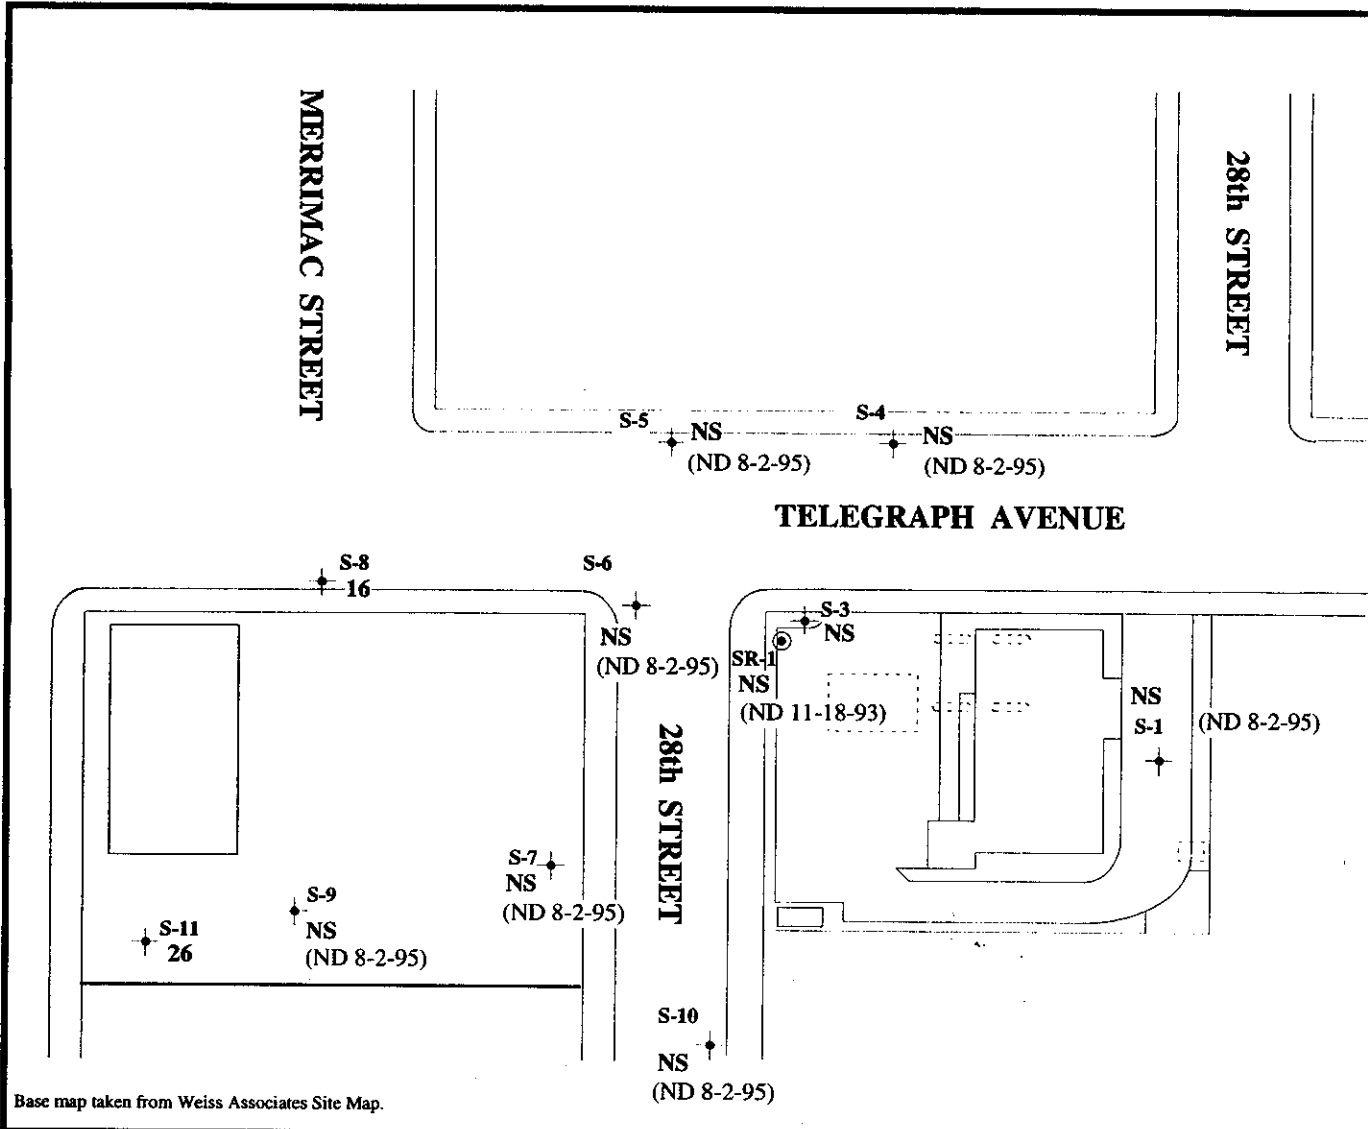 MERRIMAC STREET
28th STREET
S-5
NS
(ND 8-2-95)
S-4
NS
(ND 8-2-95)
TELEGRAPH AVENUE
S-8
16
S-6
NS
(ND 8-2-95)
S-3
NS
SR-1
NS
(ND 11-18-93)
NS
S-1
(ND 8-2-95)
28th STREET
S-7
NS
(ND 8-2-95)
S-9
NS
(ND 8-2-95)
S-11
26
S-10
NS
(ND 8-2-95)
Base map taken from Weiss Associates Site Map.